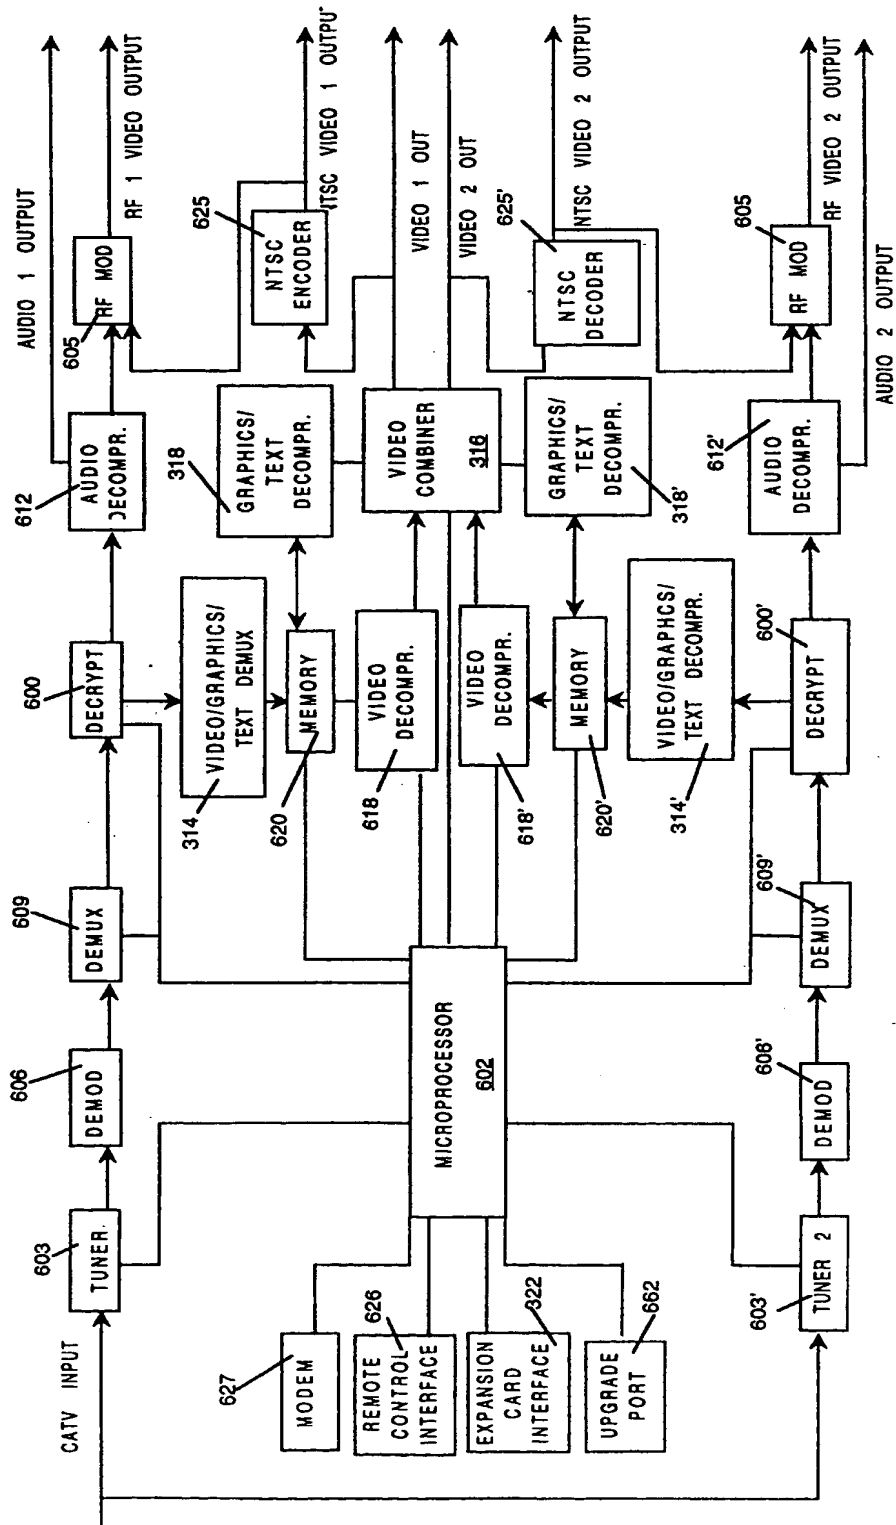 CATV INPUT
603
TUNER.
606
DEMOD
609
DEMUX
600
DECRYPT
612
AUDIO
DECOMPR.
605
RF MOD
AUDIO 1 OUTPUT
RF 1 VIDEO OUTPUT
314
VIDEO/GRAPHICS/
TEXT DEMUX
318
GRAPHICS/
TEXT
DECOMPR.
625
NTSC
ENCODER
NTSC VIDEO 1 OUTPUT
620
MEMORY
618
VIDEO
DECOMPR.
VIDEO
COMBINER
316
VIDEO 1 OUT
VIDEO 2 OUT
627
MODEM
626
REMOTE
CONTROL
INTERFACE
322
EXPANSION
CARD
INTERFACE
662
UPGRADE
PORT
MICROPROCESSOR
602
618'
VIDEO
DECOMPR.
620'
MEMORY
GRAPHICS/
TEXT
DECOMPR.
318'
625'
NTSC
DECODER
NTSC VIDEO 2 OUTPUT
314'
VIDEO/GRAPHCS/
TEXT DECOMPR.
603'
TUNER 2
606'
DEMOD
609'
DEMUX
600'
DECRYPT
612'
AUDIO
DECOMPR.
605
RF MOD
RF VIDEO 2 OUTPUT
AUDIO 2 OUTPUT